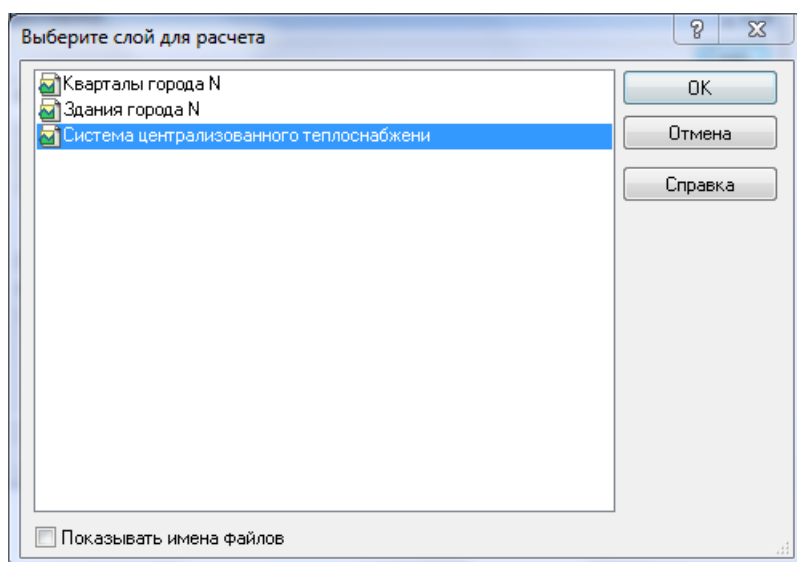 Выберите слой для расчета
Кварталы города N
Здания города N
Система централизованного теплоснабжени
OK
Отмена
Справка
Показывать имена файлов